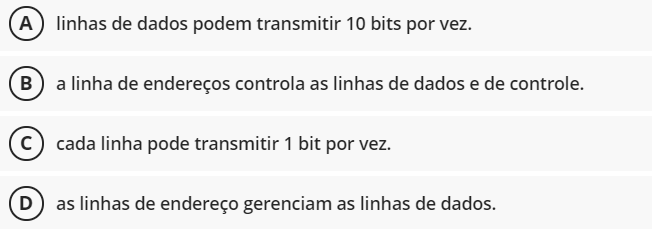 A linhas de dados podem transmitir 10 bits por vez.
B a linha de endereços controla as linhas de dados e de controle.
C cada linha pode transmitir 1 bit por vez.
D as linhas de endereço gerenciam as linhas de dados.